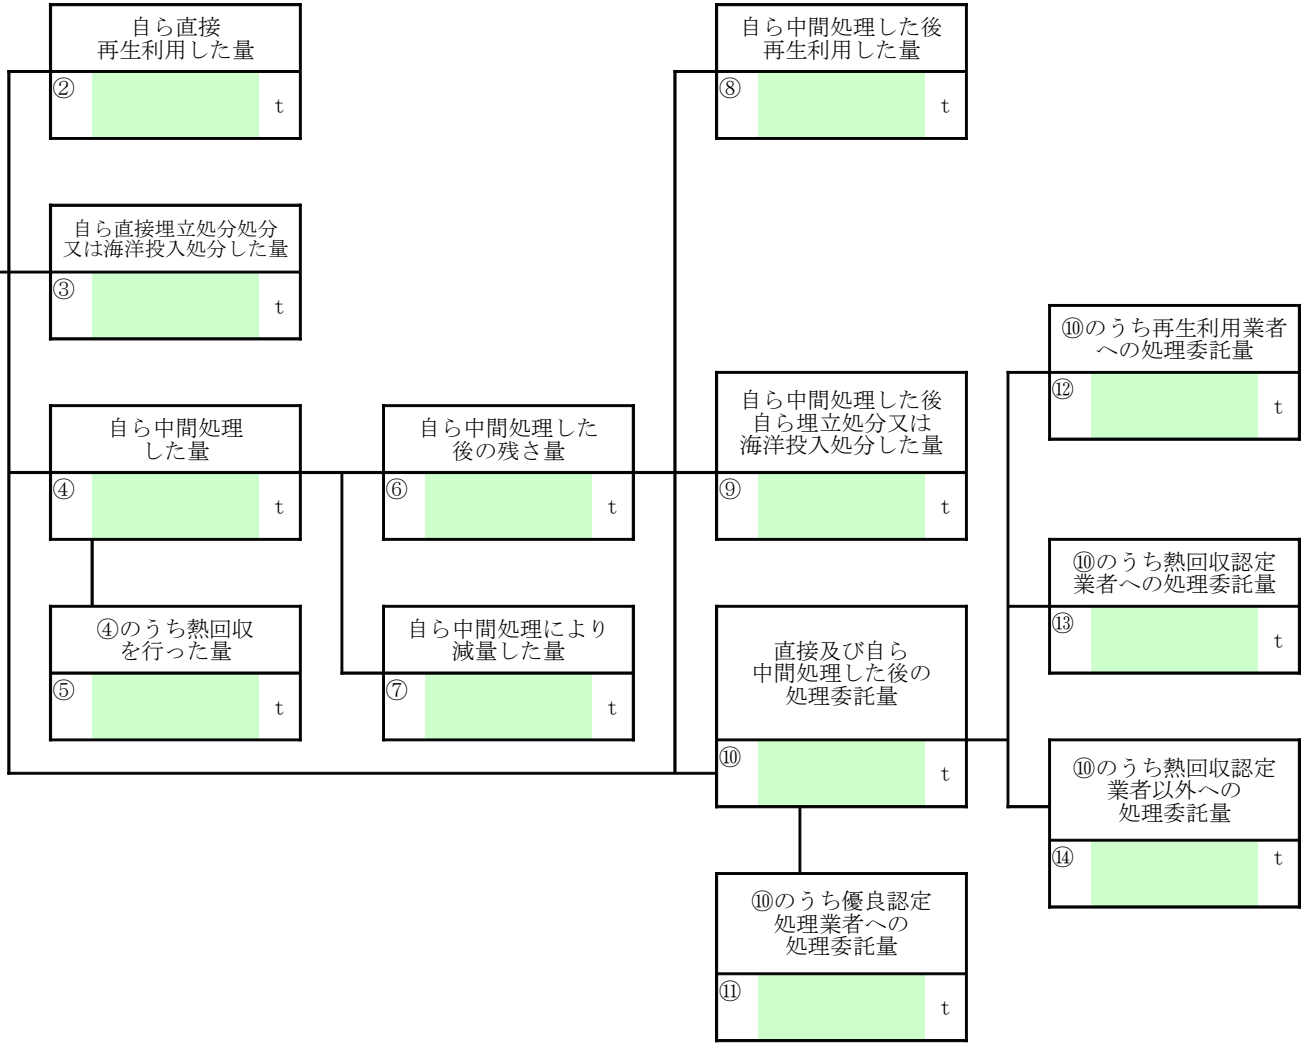 自ら直接
再生利用した量
②
t
自ら中間処理した後
再生利用した量
⑧
t
自ら直接埋立処分処分
又は海洋投入処分した量
③
t
⑩のうち再生利用業者
への処理委託量
⑫
t
自ら中間処理
した量
④
t
自ら中間処理した
後の残さ量
⑥
t
自ら中間処理した後
自ら埋立処分又は
海洋投入処分した量
⑨
t
⑩のうち熱回収認定
業者への処理委託量
⑬
t
④のうち熱回収
を行った量
⑤
t
自ら中間処理により
減量した量
⑦
t
直接及び自ら
中間処理した後の
処理委託量
⑩
t
⑩のうち熱回収認定
業者以外への
処理委託量
⑭
t
⑩のうち優良認定
処理業者への
処理委託量
⑪
t